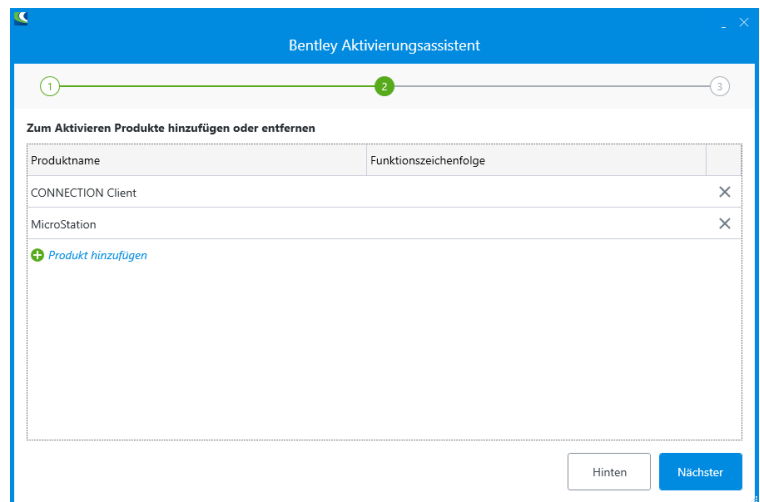 Bentley Aktivierungsassistent
1 2 3
Zum Aktivieren Produkte hinzufügen oder entfernen
Produktname Funktionszeichenfolge
CONNECTION Client
MicroStation
Produkt hinzufügen
Hinten Nächster